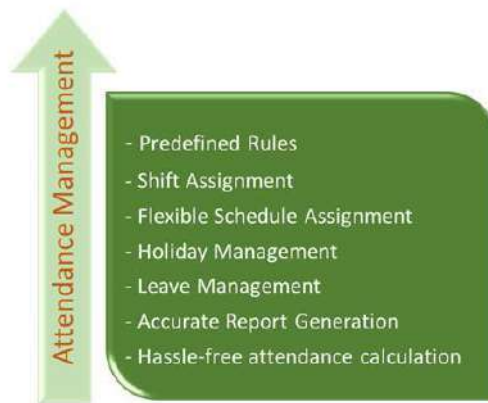 Attendance Management
- Predefined Rules
- Shift Assignment
- Flexible Schedule Assignment
- Holiday Management
- Leave Management
- Accurate Report Generation
- Hassle-free attendance calculation